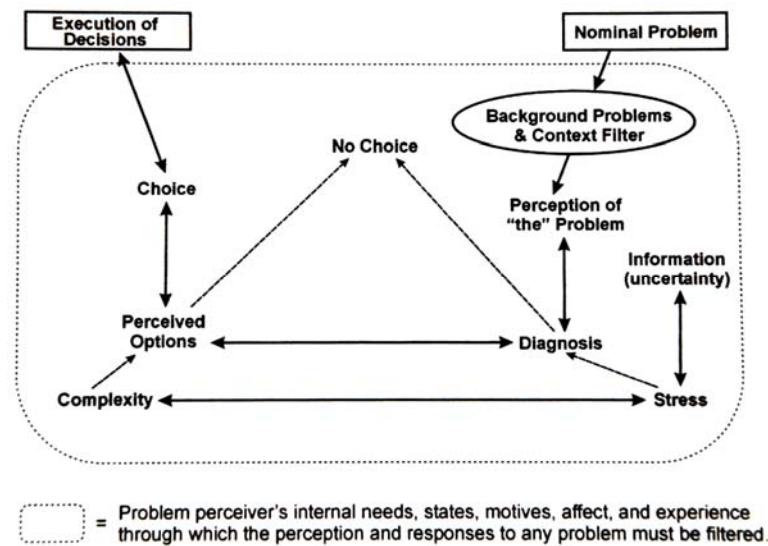 Execution of
Decisions
Nominal Problem
Background Problems
& Context Filter
No Choice
Choice
Perception of
“the” Problem
Information
(uncertainty)
Perceived
Options
Diagnosis
Complexity
Stress
= Problem perceiver's internal needs, states, motives, affect, and experience
through which the perception and responses to any problem must be filtered.